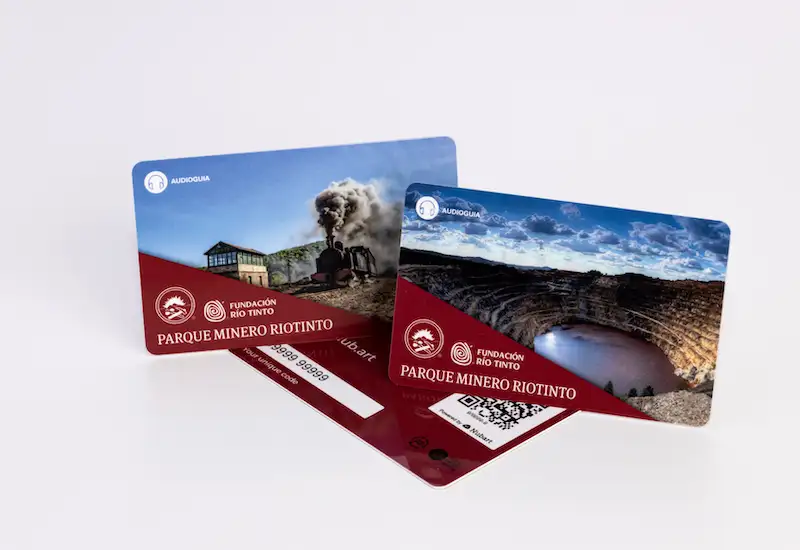 AUDIOGUIA
FUNDACIÓN
RÍO TINTO
PARQUE MINERO RIOTINTO
AUDIOGUIA
FUNDACIÓN
RÍO TINTO
PARQUE MINERO RIOTINTO
Nub.art
9999 99999
Your unique code
Powered by Nubart